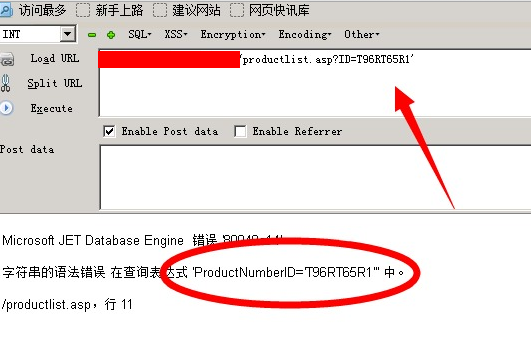 访问最多 新手上路 建议网站 网页快讯库
INT SQL▾ XSS▾ Encryption▾ Encoding▾ Other▾
Load URL /productlist.asp?ID=T96RT65R1'
Split URL
Execute
Enable Post data Enable Referrer
Post data
Microsoft JET Database Engine 错误
字符串的语法错误 在查询表达式 'ProductNumberID='T96RT65R1'' 中。
/productlist.asp，行 11